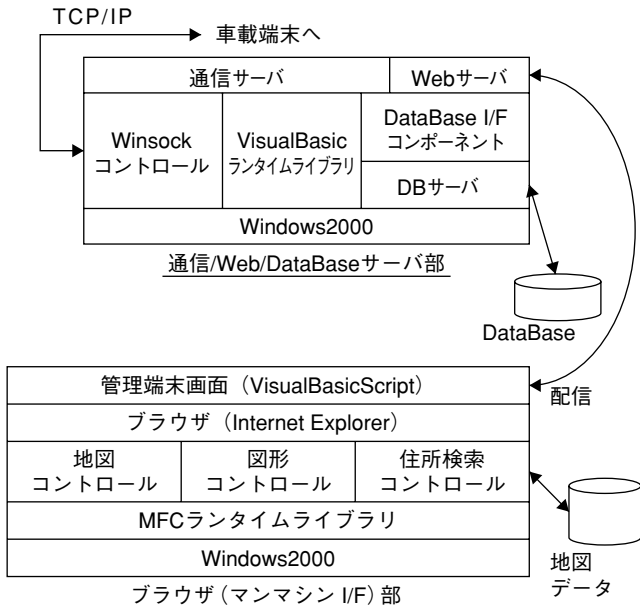 TCP/IP
車載端末へ
通信サーバ
Webサーバ
Winsock
コントロール
VisualBasic
ランタイムライブラリ
DataBase I/F
コンポーネント
DBサーバ
Windows2000
通信/Web/DataBaseサーバ部
DataBase
管理端末画面（VisualBasicScript）
配信
ブラウザ（Internet Explorer）
地図
コントロール
図形
コントロール
住所検索
コントロール
MFCランタイムライブラリ
Windows2000
地図
データ
ブラウザ（マンマシン I/F）部